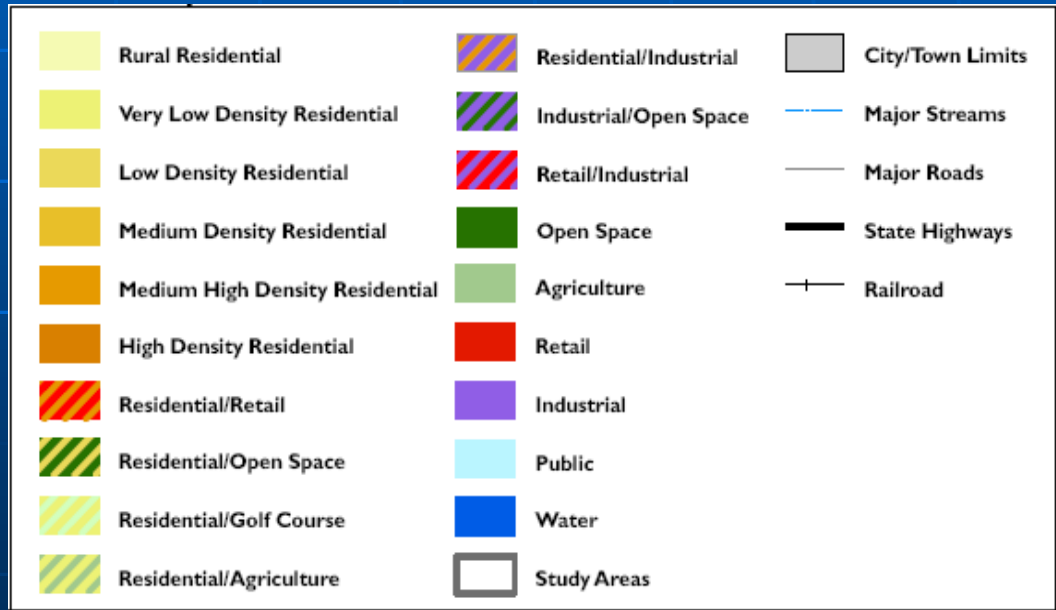 Rural Residential
Very Low Density Residential
Low Density Residential
Medium Density Residential
Medium High Density Residential
High Density Residential
Residential/Retail
Residential/Open Space
Residential/Golf Course
Residential/Agriculture
Residential/Industrial
Industrial/Open Space
Retail/Industrial
Open Space
Agriculture
Retail
Industrial
Public
Water
Study Areas
City/Town Limits
Major Streams
Major Roads
State Highways
Railroad